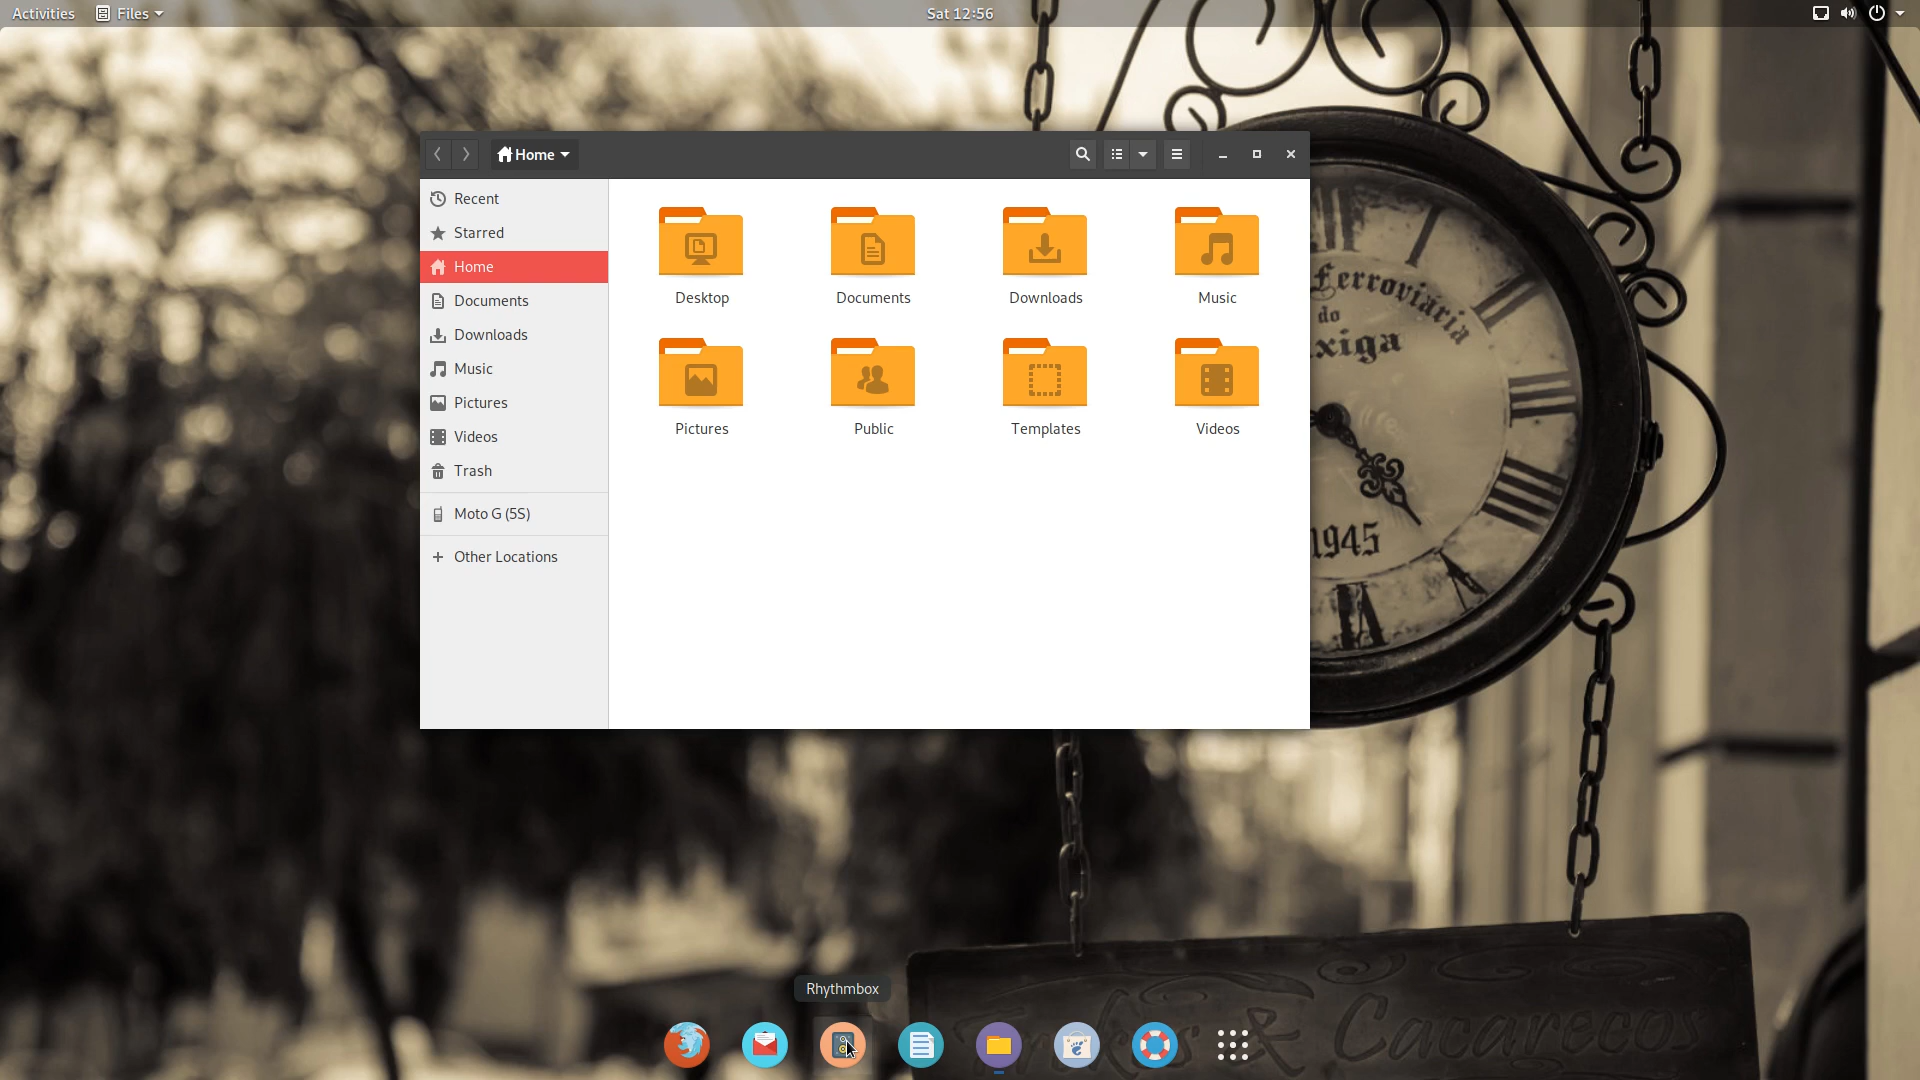 Activities Files Sat 12:56
Home
Recent
Starred
Home
Documents
Downloads
Music
Pictures
Videos
Trash
Moto G (5S)
Other Locations
Desktop Documents Downloads Music
Pictures Public Templates Videos
Ferroviária
do
xiga
1945
Rhythmbox
& Cacarecos